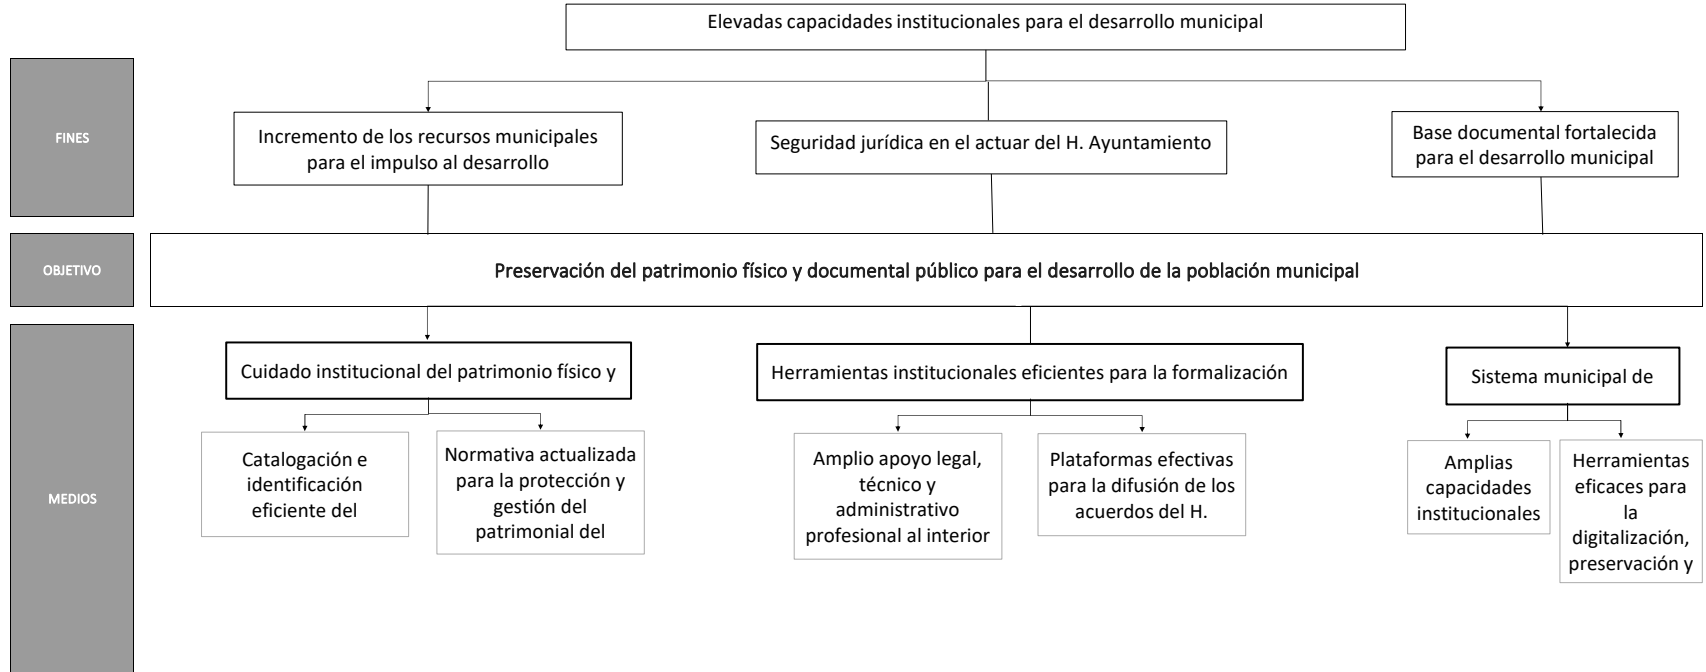 Elevadas capacidades institucionales para el desarrollo municipal
FINES
Incremento de los recursos municipales
para el impulso al desarrollo
Seguridad jurídica en el actuar del H. Ayuntamiento
Base documental fortalecida
para el desarrollo municipal
OBJETIVO
Preservación del patrimonio físico y documental público para el desarrollo de la población municipal
MEDIOS
Cuidado institucional del patrimonio físico y
Herramientas institucionales eficientes para la formalización
Sistema municipal de
Catalogación e
identificación
eficiente del
Normativa actualizada
para la protección y
gestión del
patrimonial del
Amplio apoyo legal,
técnico y
administrativo
profesional al interior
Plataformas efectivas
para la difusión de los
acuerdos del H.
Amplias
capacidades
institucionales
Herramientas
eficaces para
la
digitalización,
preservación y